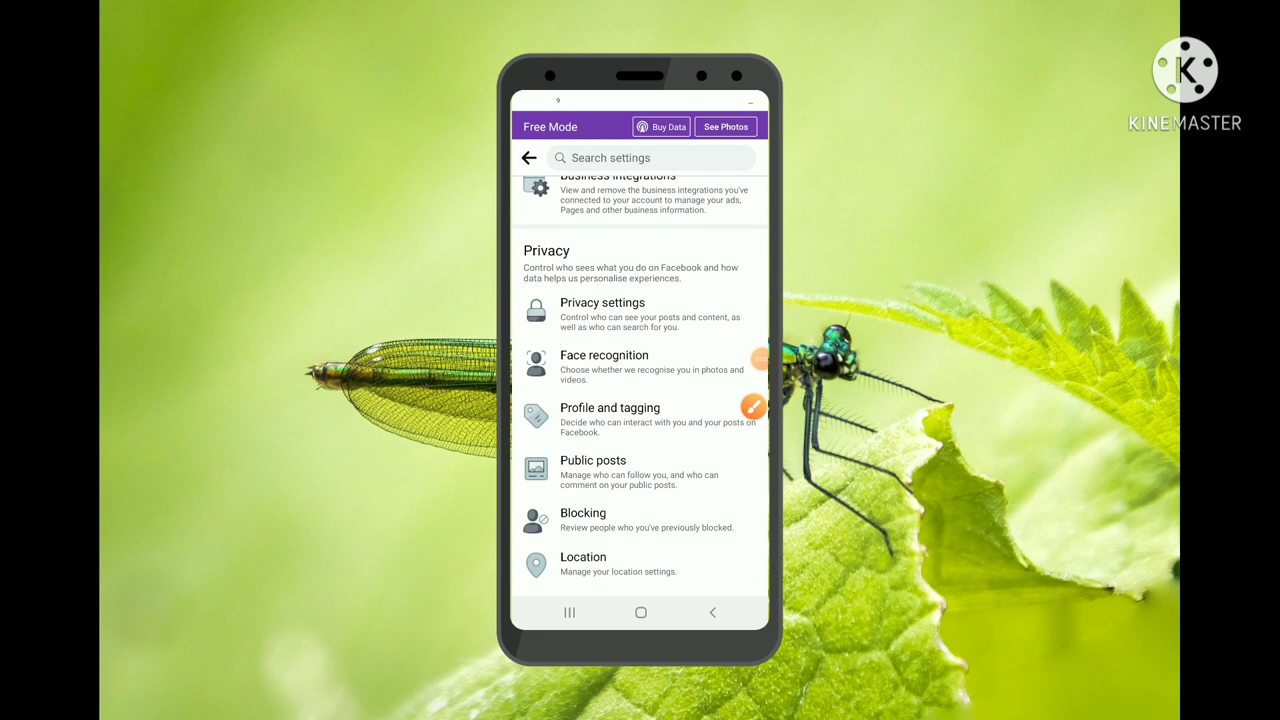 KINEMASTER
9
Free Mode
Buy Data
See Photos
Search settings
Business integrations
View and remove the business integrations you've
connected to your account to manage your ads,
Pages and other business information.
Privacy
Control who sees what you do on Facebook and how
data helps us personalise experiences.
Privacy settings
Control who can see your posts and content, as
well as who can search for you.
Face recognition
Choose whether we recognise you in photos and
videos.
Profile and tagging
Decide who can interact with you and your posts on
Facebook.
Public posts
Manage who can follow you, and who can
comment on your public posts.
Blocking
Review people who you've previously blocked.
Location
Manage your location settings.